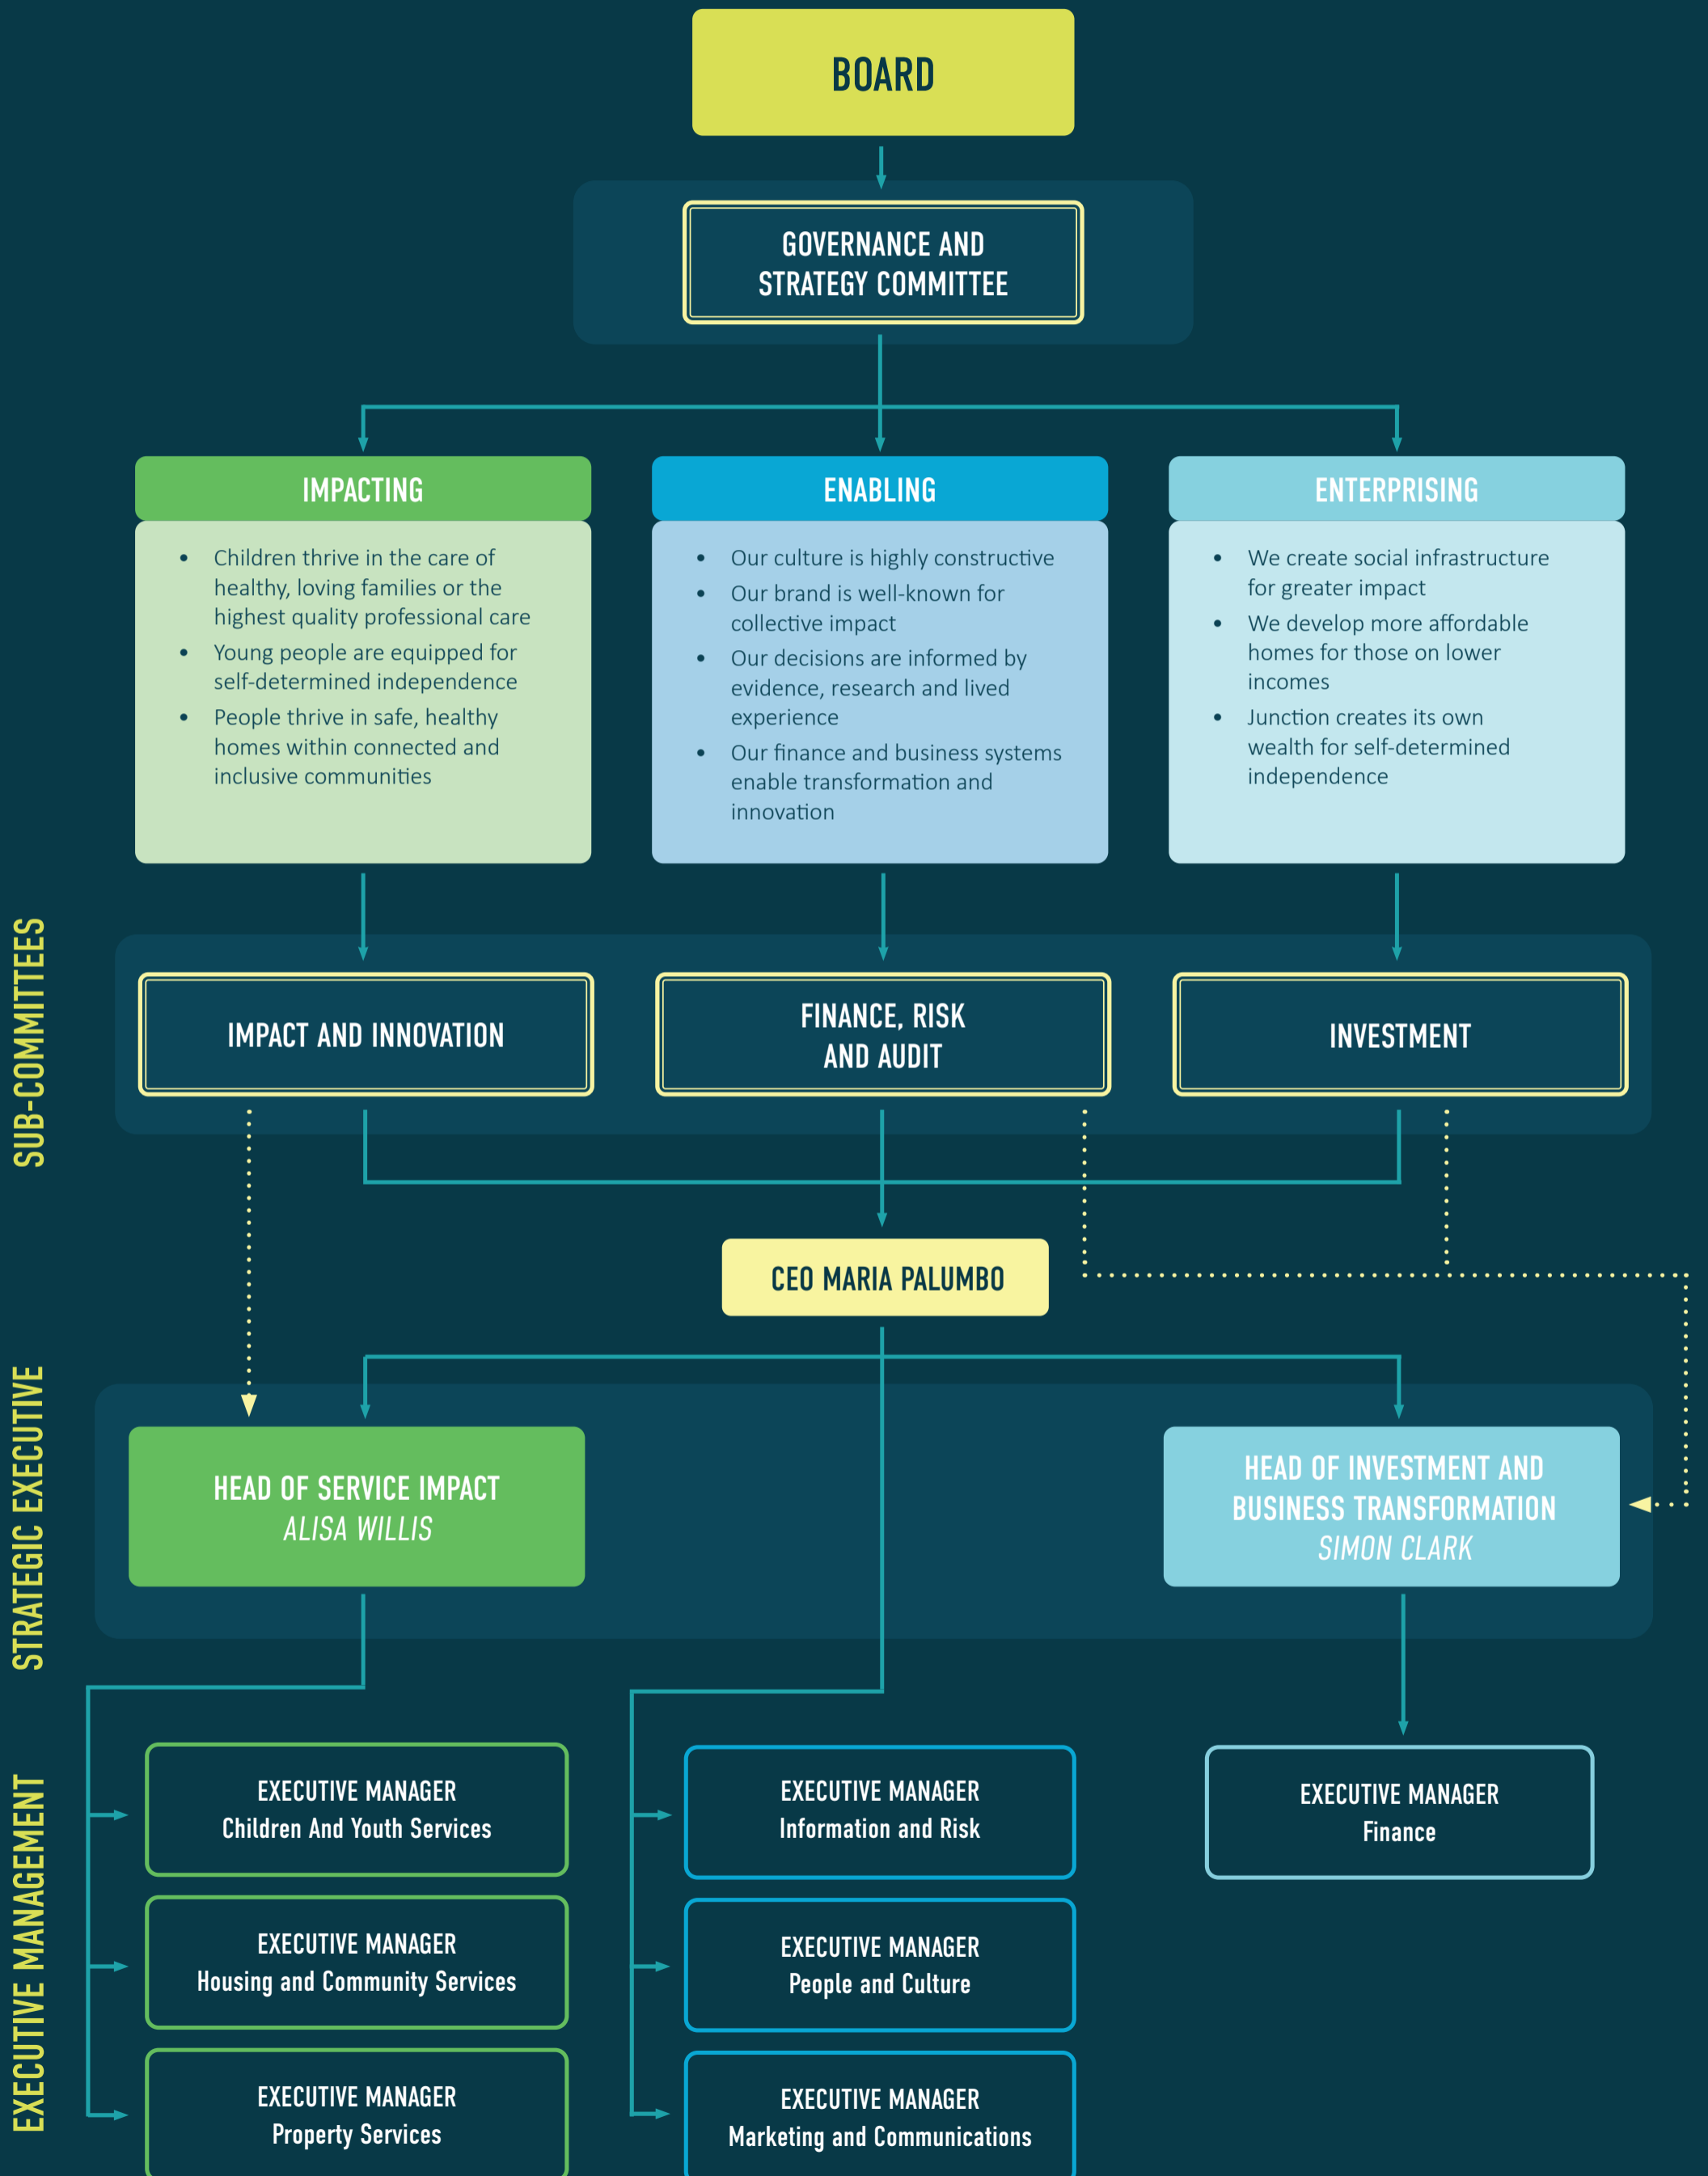 BOARD
GOVERNANCE AND
STRATEGY COMMITTEE
IMPACTING
• Children thrive in the care of
healthy, loving families or the
highest quality professional care
• Young people are equipped for
self-determined independence
• People thrive in safe, healthy
homes within connected and
inclusive communities
ENABLING
• Our culture is highly constructive
• Our brand is well-known for
collective impact
• Our decisions are informed by
evidence, research and lived
experience
• Our finance and business systems
enable transformation and
innovation
ENTERPRISING
• We create social infrastructure
for greater impact
• We develop more affordable
homes for those on lower
incomes
• Junction creates its own
wealth for self-determined
independence
SUB-COMMITTEES
IMPACT AND INNOVATION
FINANCE, RISK
AND AUDIT
INVESTMENT
CEO MARIA PALUMBO
STRATEGIC EXECUTIVE
HEAD OF SERVICE IMPACT
ALISA WILLIS
HEAD OF INVESTMENT AND
BUSINESS TRANSFORMATION
SIMON CLARK
EXECUTIVE MANAGEMENT
EXECUTIVE MANAGER
Children And Youth Services
EXECUTIVE MANAGER
Housing and Community Services
EXECUTIVE MANAGER
Property Services
EXECUTIVE MANAGER
Information and Risk
EXECUTIVE MANAGER
People and Culture
EXECUTIVE MANAGER
Marketing and Communications
EXECUTIVE MANAGER
Finance